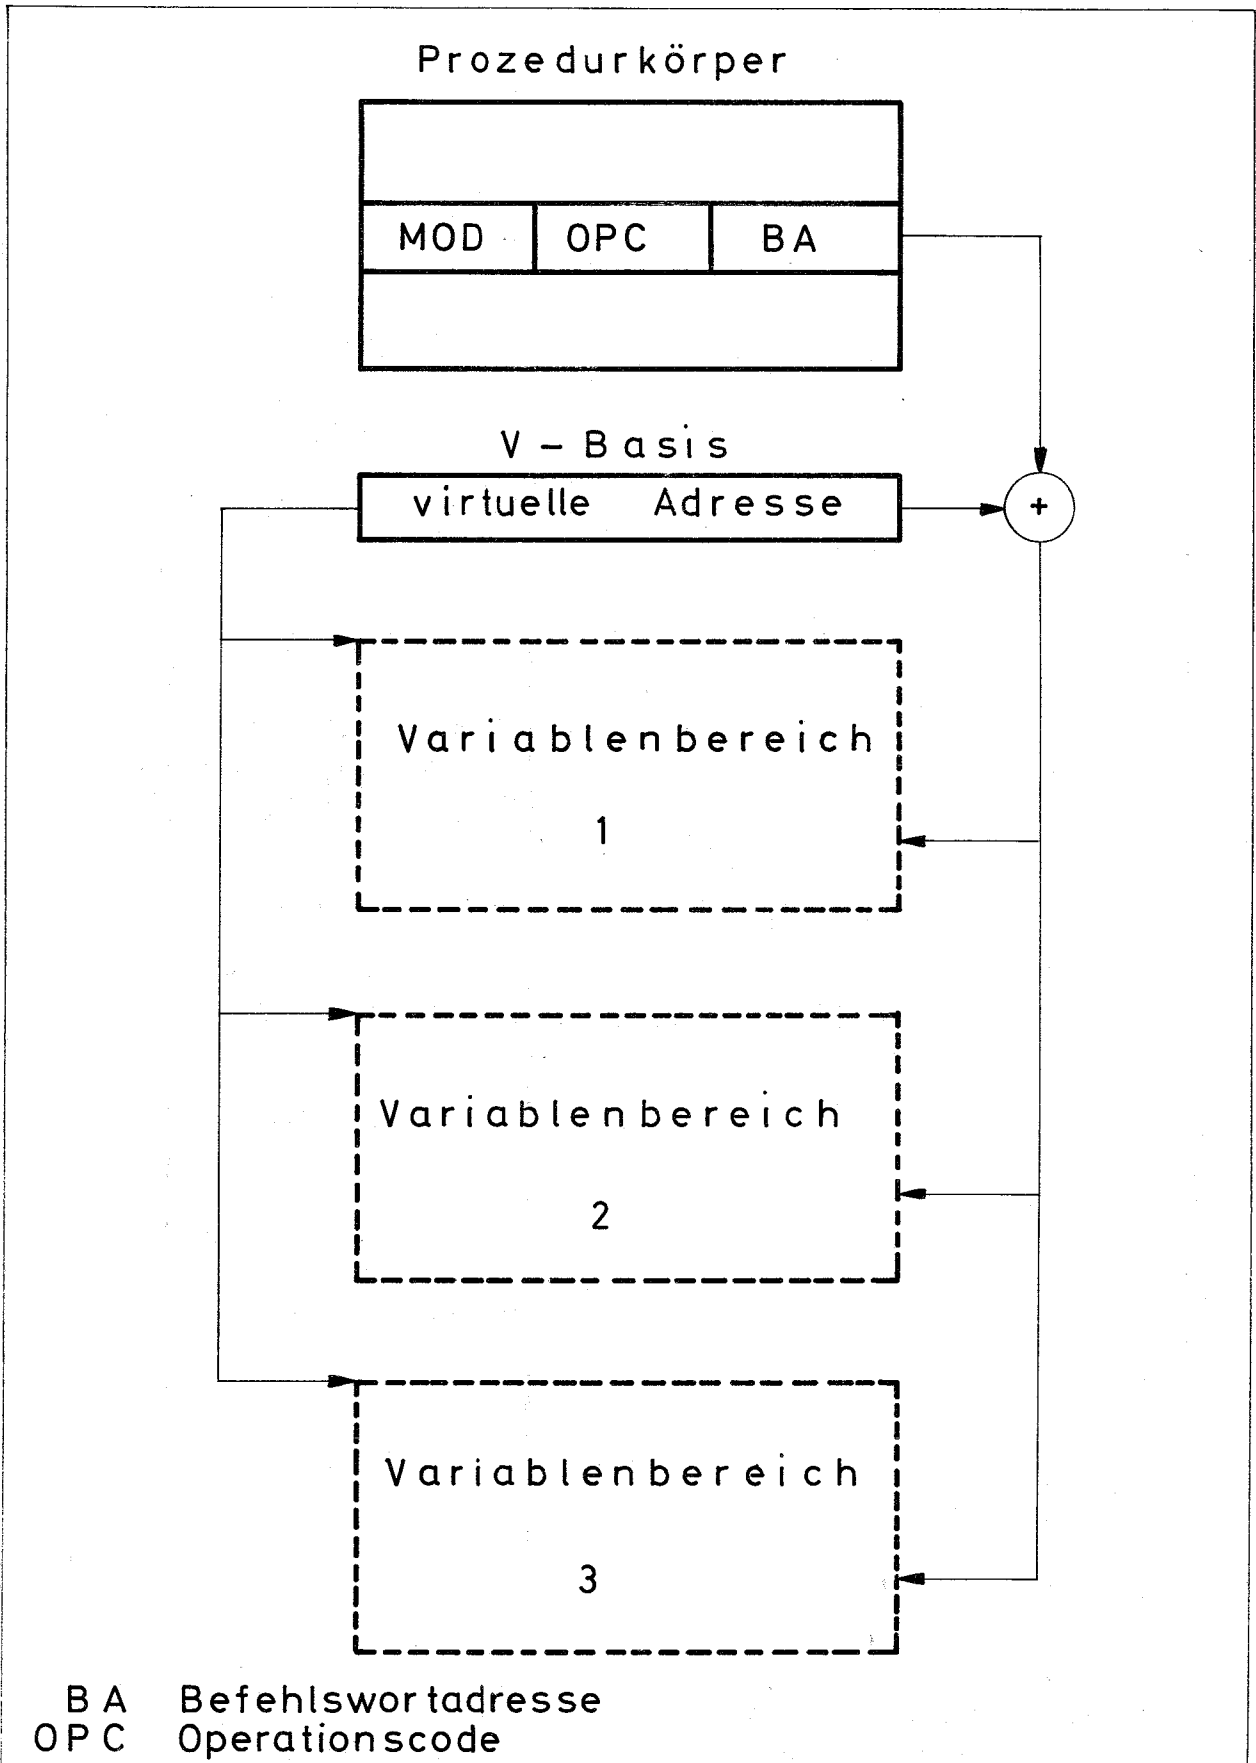 Prozedurkörper
MOD OPC BA
V-Basis
virtuelle Adresse
+
Variablenbereich
1
Variablenbereich
2
Variablenbereich
3
BA Befehlswortadresse
OPC Operationscode